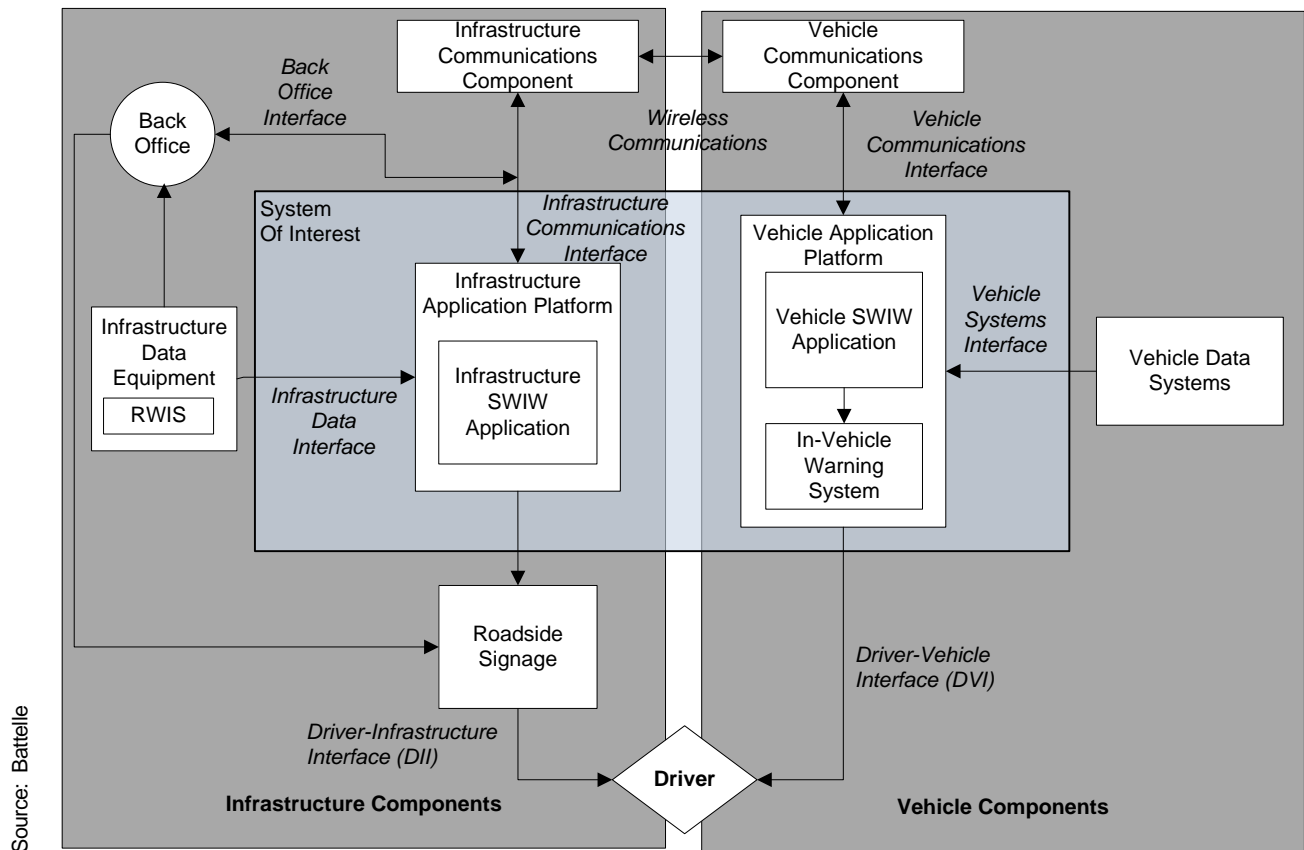 Infrastructure
Communications
Component
Vehicle
Communications
Component
Back
Office
Interface
Back
Office
Wireless
Communications
Vehicle
Communications
Interface
System
Of Interest
Infrastructure
Communications
Interface
Vehicle Application
Platform
Infrastructure
Application Platform
Vehicle SWIW
Application
Vehicle
Systems
Interface
Infrastructure
Data
Equipment
RWIS
Infrastructure
Data
Interface
Infrastructure
SWIW
Application
Vehicle Data
Systems
In-Vehicle
Warning
System
Roadside
Signage
Driver-Vehicle
Interface (DVI)
Driver-Infrastructure
Interface (DII)
Driver
Infrastructure Components
Vehicle Components
Source: Battelle